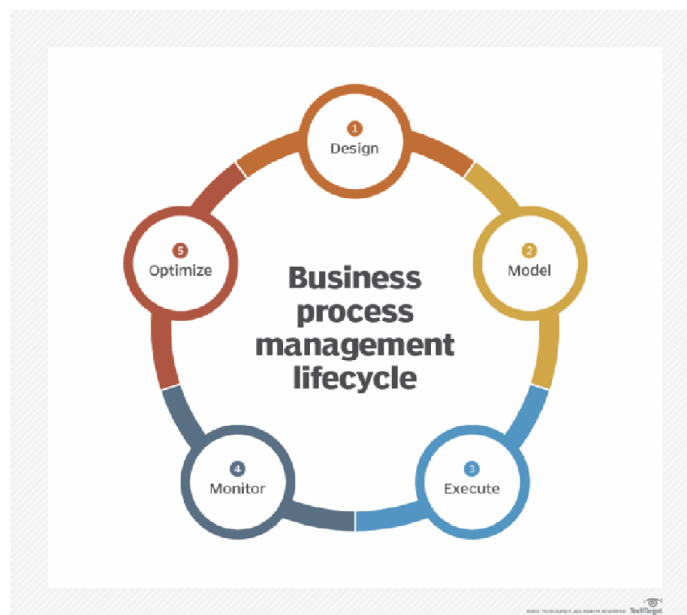 1
Design
2
Model
3
Execute
4
Monitor
5
Optimize
Business
process
management
lifecycle
TechTarget